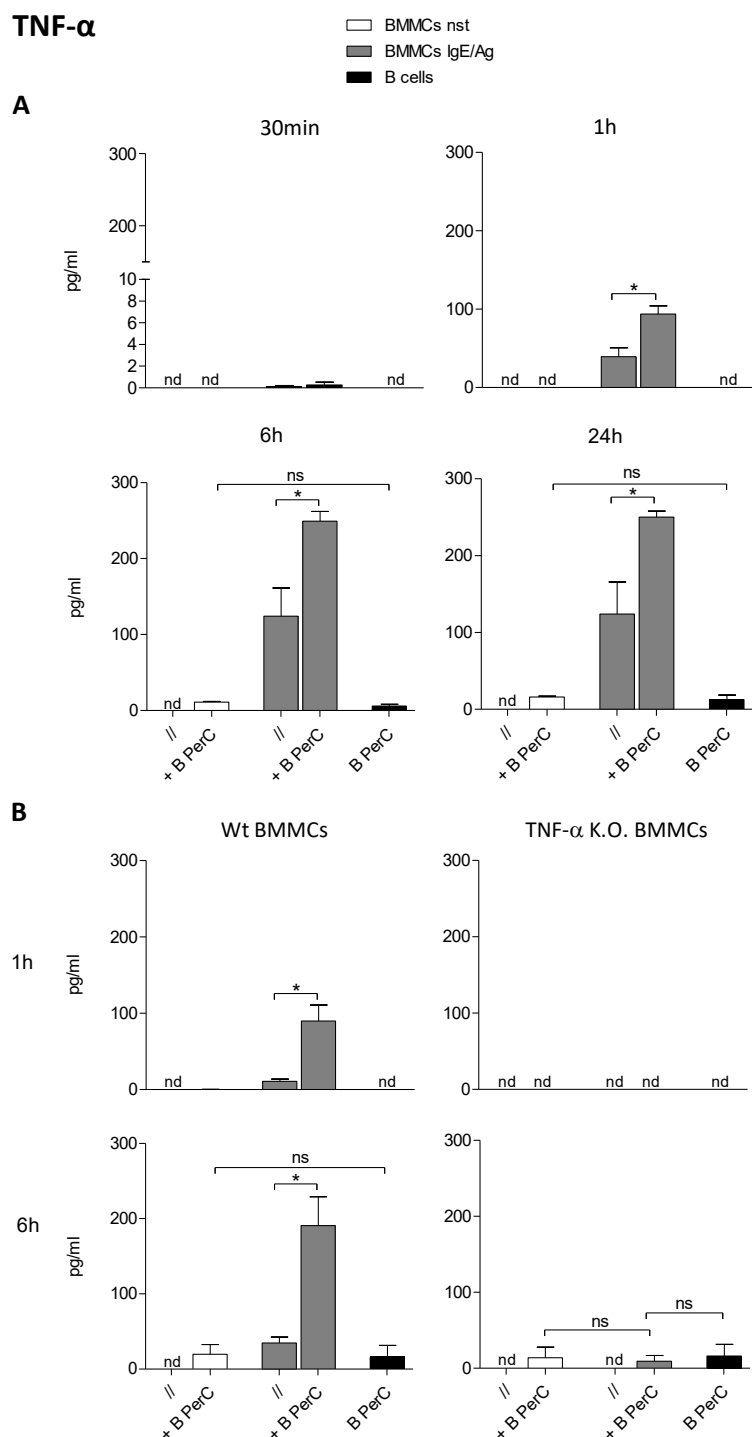 TNF-α
BMMCs nst
BMMCs IgE/Ag
B cells
A
30min
1h
pg/ml
300
200
10
8
6
4
2
0
nd nd nd
300
200
100
0
nd nd * nd
6h
24h
pg/ml
300
200
100
0
nd * ns
// + B PerC // + B PerC B PerC
300
200
100
0
nd * ns
// + B PerC // + B PerC B PerC
B
Wt BMMCs
TNF-α K.O. BMMCs
1h
pg/ml
300
200
100
0
nd * nd
300
200
100
0
nd nd nd nd nd
6h
pg/ml
300
200
100
0
nd * ns
// + B PerC // + B PerC B PerC
300
200
100
0
nd ns nd ns
// + B PerC // + B PerC B PerC